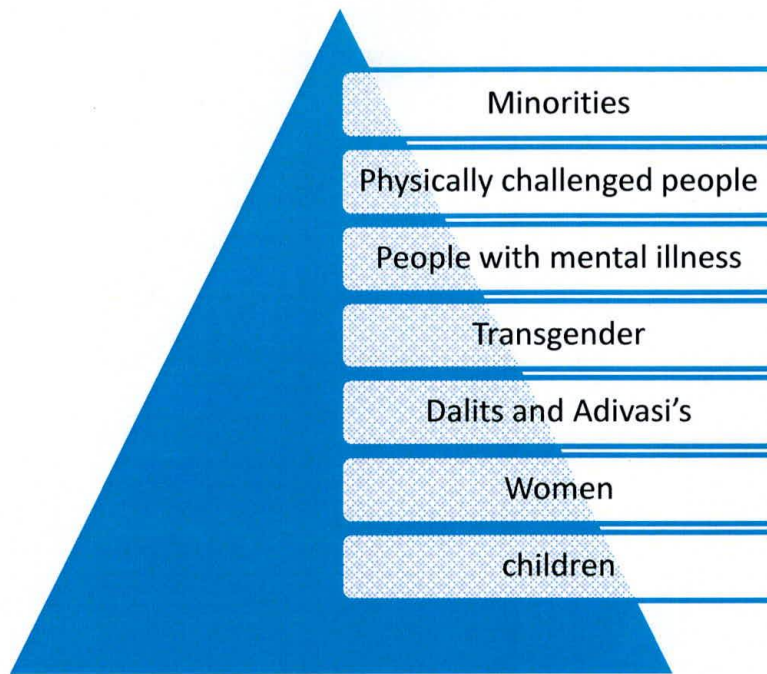 Minorities
Physically challenged people
People with mental illness
Transgender
Dalits and Adivasi’s
Women
children